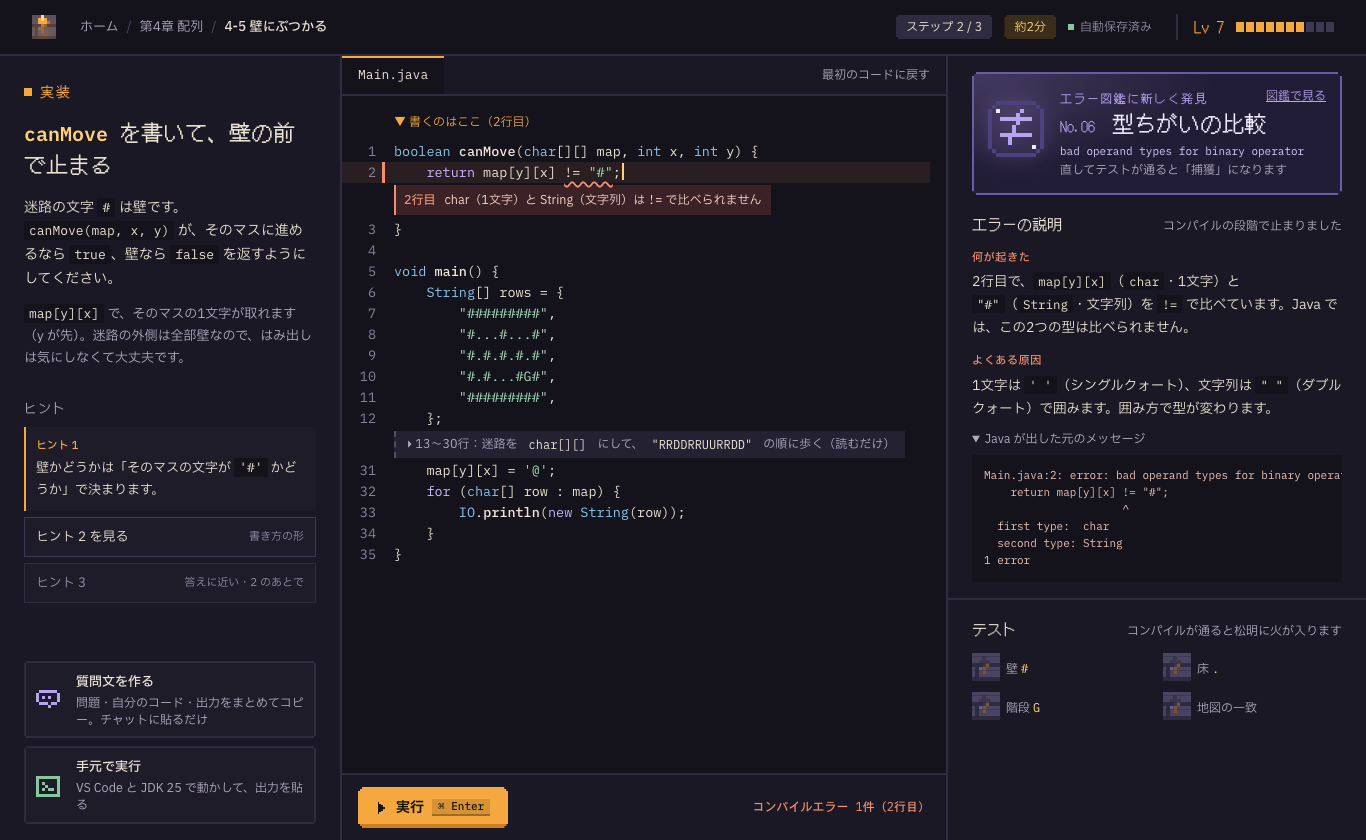 ホーム / 第4章 配列 / 4-5 壁にぶつかる
ステップ 2 / 3
約2分
自動保存済み
Lv 7
実装
canMove を書いて、壁の前
で止まる
迷路の文字 # は壁です。
canMove(map, x, y) が、そのマスに進め
るなら true 、壁なら false を返すように
してください。
map[y][x] で、そのマスの1文字が取れます
（y が先）。迷路の外側は全部壁なので、はみ出し
は気にしなくて大丈夫です。
ヒント
ヒント 1
壁かどうかは「そのマスの文字が '#' かど
うか」で決まります。
ヒント 2 を見る 書き方の形
ヒント 3 答えに近い・2 のあとで
質問文を作る
問題・自分のコード・出力をまとめてコピ
ー。チャットに貼るだけ
手元で実行
VS Code と JDK 25 で動かして、出力を貼
る
Main.java 最初のコードに戻す
▼ 書くのはここ（2行目）
1 boolean canMove(char[][] map, int x, int y) {
2     return map[y][x] != "#";
2行目 char（1文字）と String（文字列）は != で比べられません
3 }
4
5 void main() {
6     String[] rows = {
7         "#########",
8         "#...#...#",
9         "#.#.#.#.#",
10         "#.#...#G#",
11         "#########",
12     };
13〜30行：迷路を char[][] にして、 "RRDDRRUURRDD" の順に歩く（読むだけ）
31     map[y][x] = '@';
32     for (char[] row : map) {
33         IO.println(new String(row));
34     }
35 }
実行 ⌘ Enter
コンパイルエラー 1件（2行目）
エラー図鑑に新しく発見 図鑑で見る
No.06 型ちがいの比較
bad operand types for binary operator
直してテストが通ると「捕獲」になります
エラーの説明 コンパイルの段階で止まりました
何が起きた
2行目で、 map[y][x] （ char ・1文字）と
"#" （ String ・文字列）を != で比べています。Java で
は、この2つの型は比べられません。
よくある原因
1文字は ' ' （シングルクォート）、文字列は " " （ダブル
クォート）で囲みます。囲み方で型が変わります。
▼ Java が出した元のメッセージ
Main.java:2: error: bad operand types for binary operat
    return map[y][x] != "#";
                     ^
  first type:  char
  second type: String
1 error
テスト コンパイルが通ると松明に火が入ります
壁 # 床 .
階段 G 地図の一致